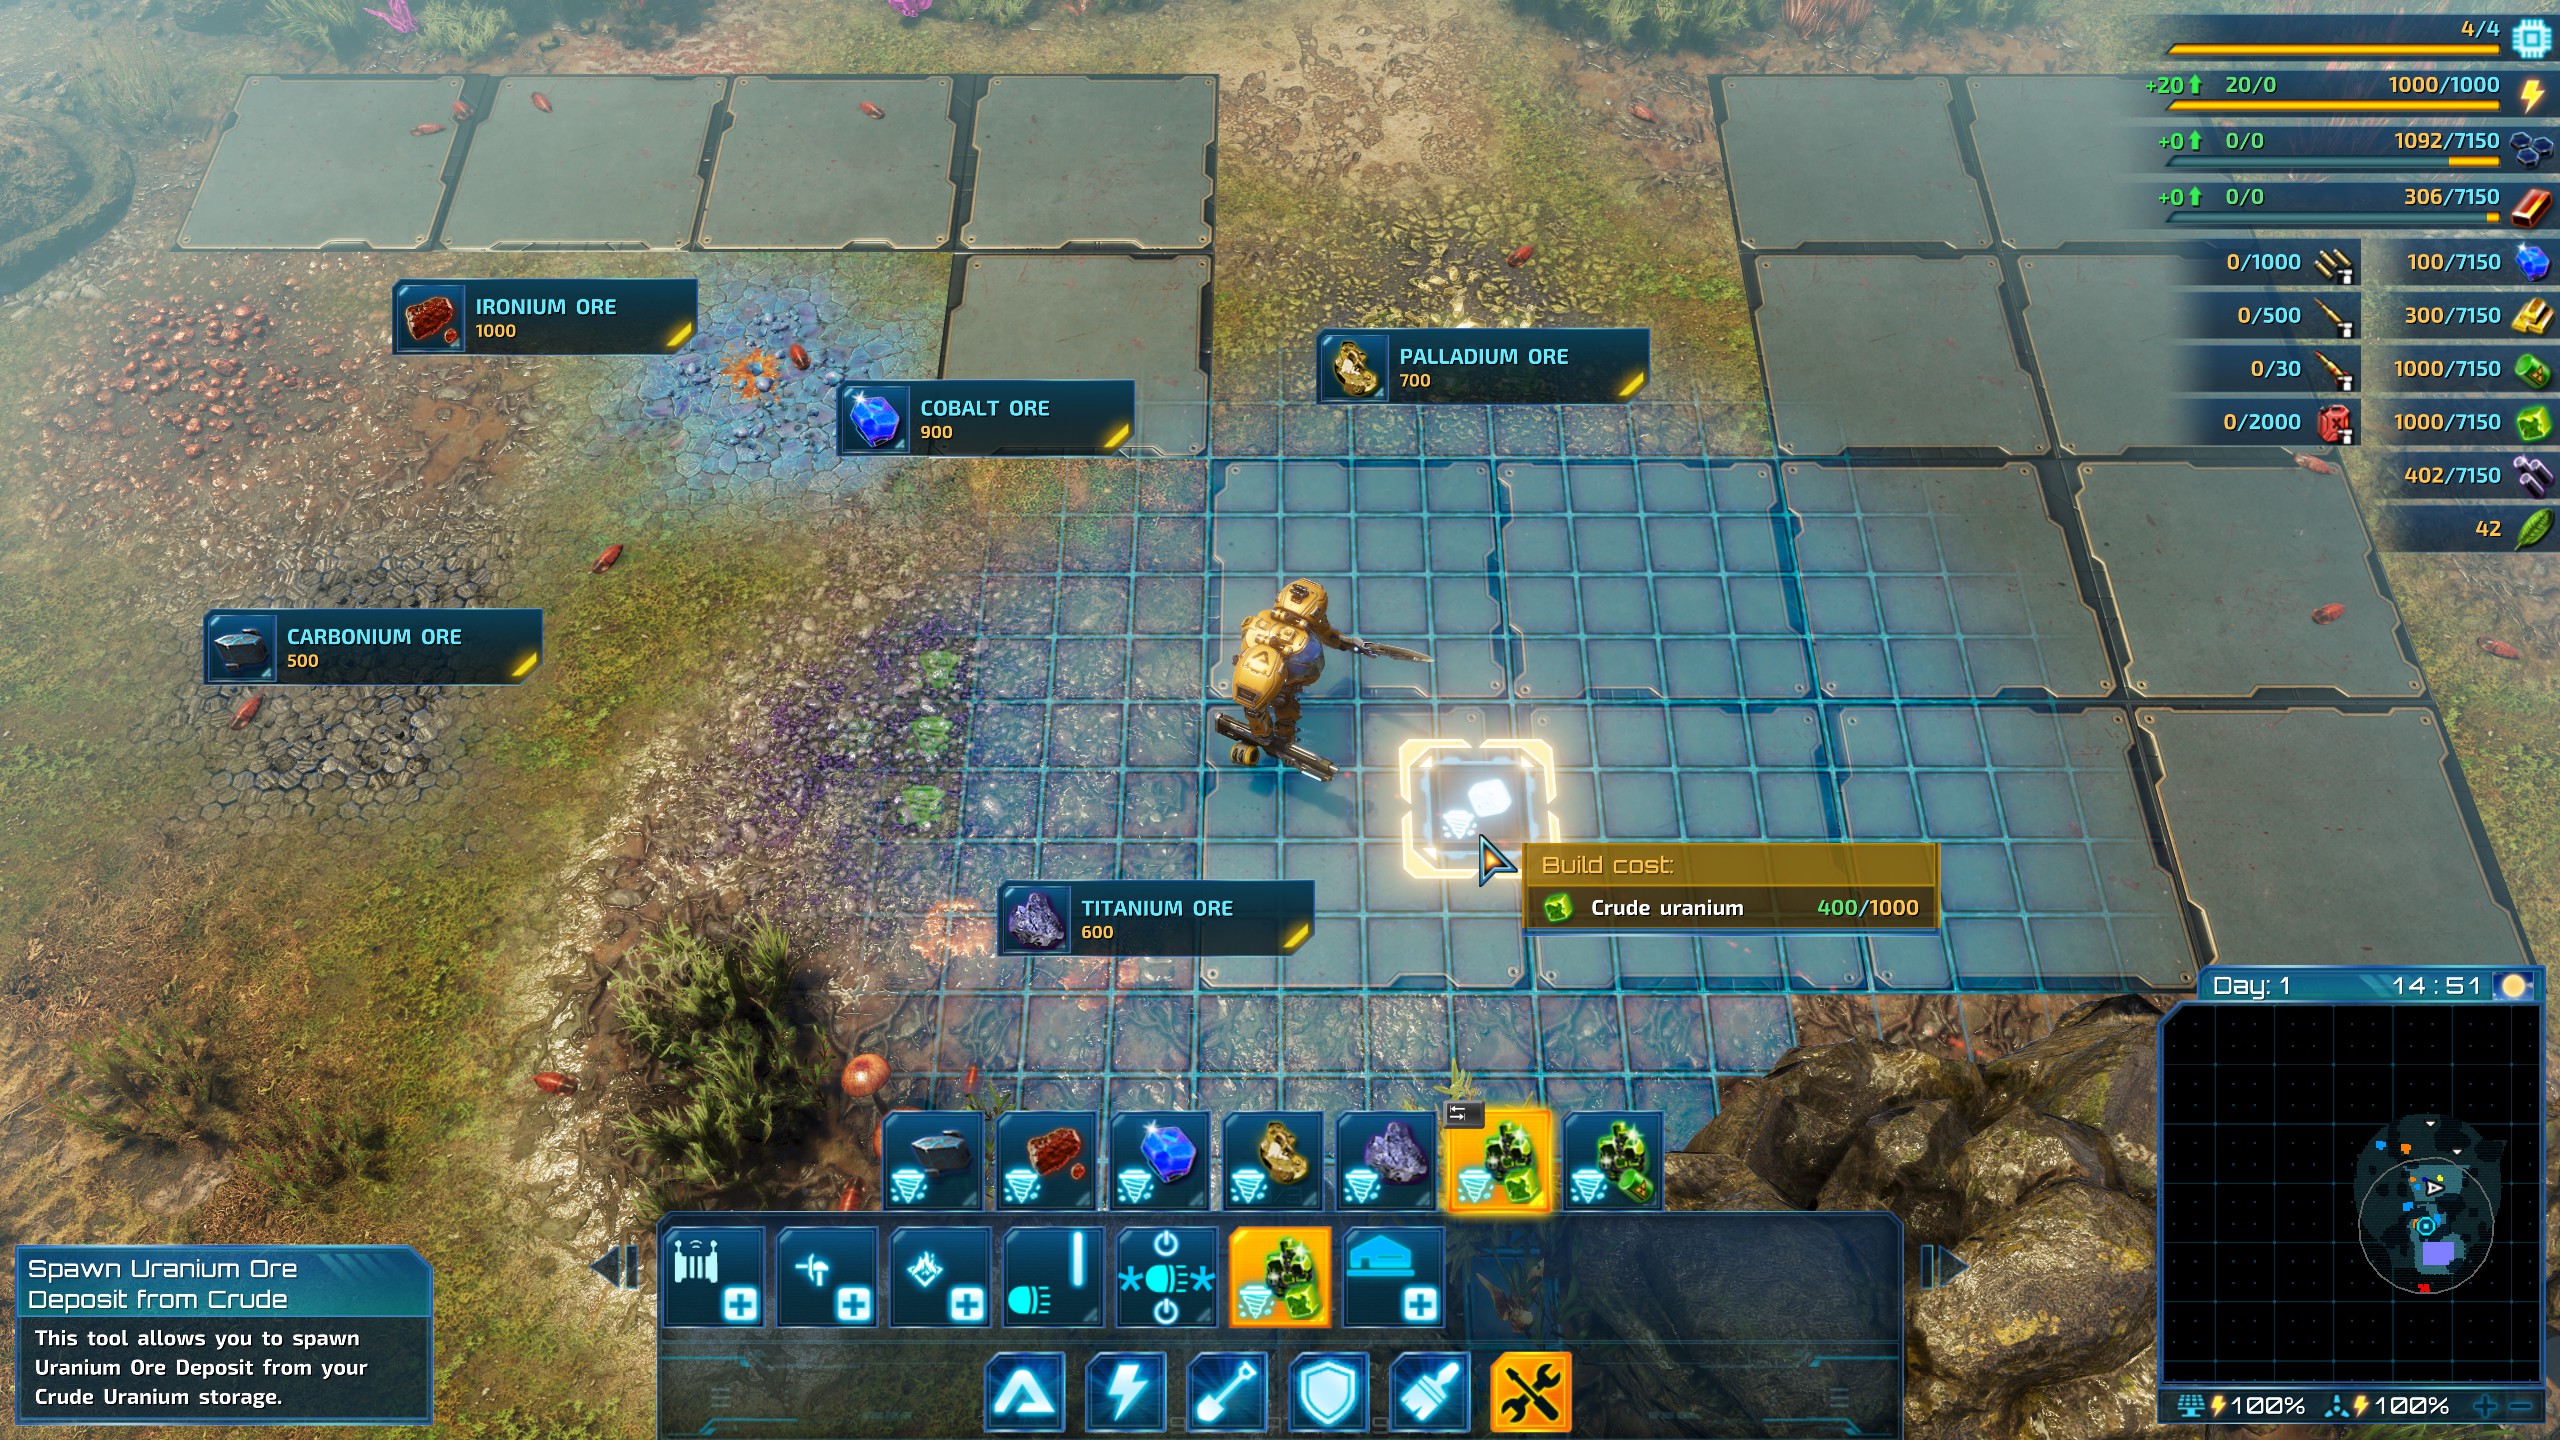 4/4
+20 20/0 1000/1000
+0 0/0 1092/7150
+0 0/0 306/7150
0/1000 100/7150
0/500 300/7150
0/30 1000/7150
0/2000 1000/7150
402/7150
42
IRONIUM ORE
1000
PALLADIUM ORE
700
COBALT ORE
900
CARBONIUM ORE
500
TITANIUM ORE
600
Build cost:
Crude uranium 400/1000
Day: 1 14:51
Spawn Uranium Ore
Deposit from Crude
This tool allows you to spawn
Uranium Ore Deposit from your
Crude Uranium storage.
100% 100%